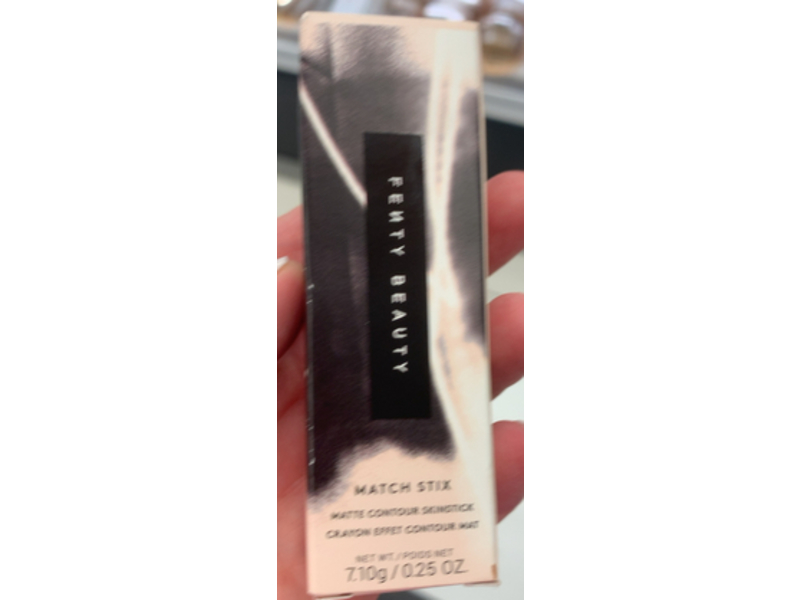 FENTY BEAUTY
MATCH STIX
MATTE CONTOUR SKINSTICK
CRAYON EFFET CONTOUR MAT
NET WT. / POIDS NET
7.10g / 0.25 OZ.